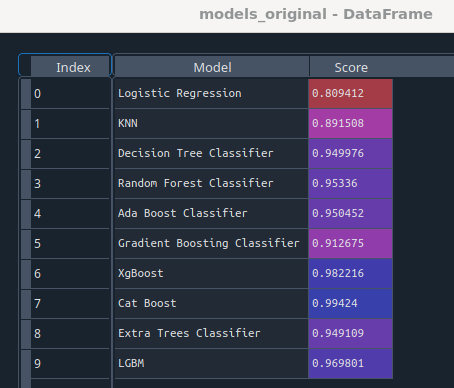 models_original - DataFrame
Index Model Score
0 Logistic Regression 0.809412
1 KNN 0.891508
2 Decision Tree Classifier 0.949976
3 Random Forest Classifier 0.95336
4 Ada Boost Classifier 0.950452
5 Gradient Boosting Classifier 0.912675
6 XgBoost 0.982216
7 Cat Boost 0.99424
8 Extra Trees Classifier 0.949109
9 LGBM 0.969801